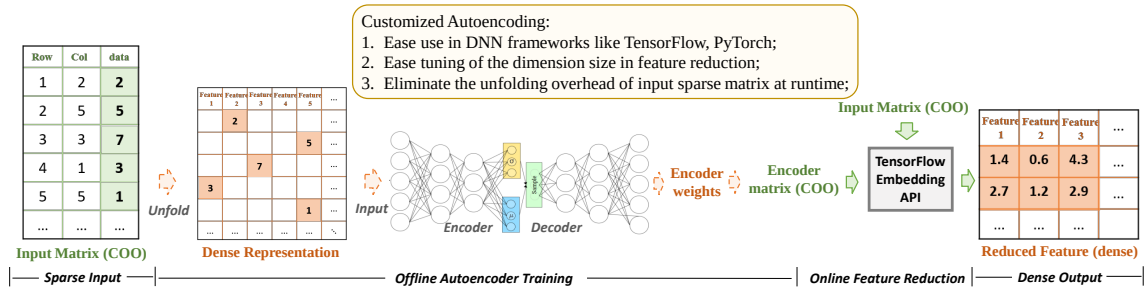 Customized Autoencoding:
1. Ease use in DNN frameworks like TensorFlow, PyTorch;
2. Ease tuning of the dimension size in feature reduction;
3. Eliminate the unfolding overhead of input sparse matrix at runtime;
Row Col data
1 2 2
2 5 5
3 3 7
4 1 3
5 5 1
... ... ...
Input Matrix (COO)
Unfold
Feature 1 Feature 2 Feature 3 Feature 4 Feature 5 ...
2 ...
5 ...
7 ...
3 ...
1 ...
... ... ... ... ...
Dense Representation
Input
Encoder
σ
μ
Sample
Decoder
Encoder
weights
Encoder
matrix (COO)
Input Matrix (COO)
TensorFlow
Embedding
API
Feature 1 Feature 2 Feature 3 ...
1.4 0.6 4.3 ...
2.7 1.2 2.9 ...
... ... ... ...
Reduced Feature (dense)
Sparse Input
Offline Autoencoder Training
Online Feature Reduction
Dense Output